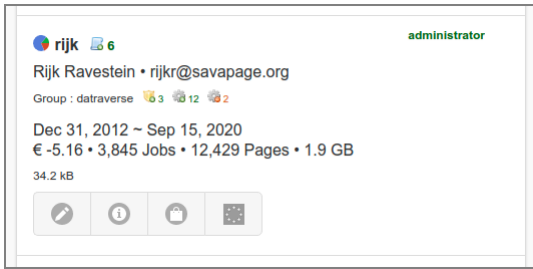 rijk 6
administrator
Rijk Ravestein • rijkr@savapage.org
Group : datraverse 3 12 2
Dec 31, 2012 ~ Sep 15, 2020
€ -5.16 • 3,845 Jobs • 12,429 Pages • 1.9 GB
34.2 kB